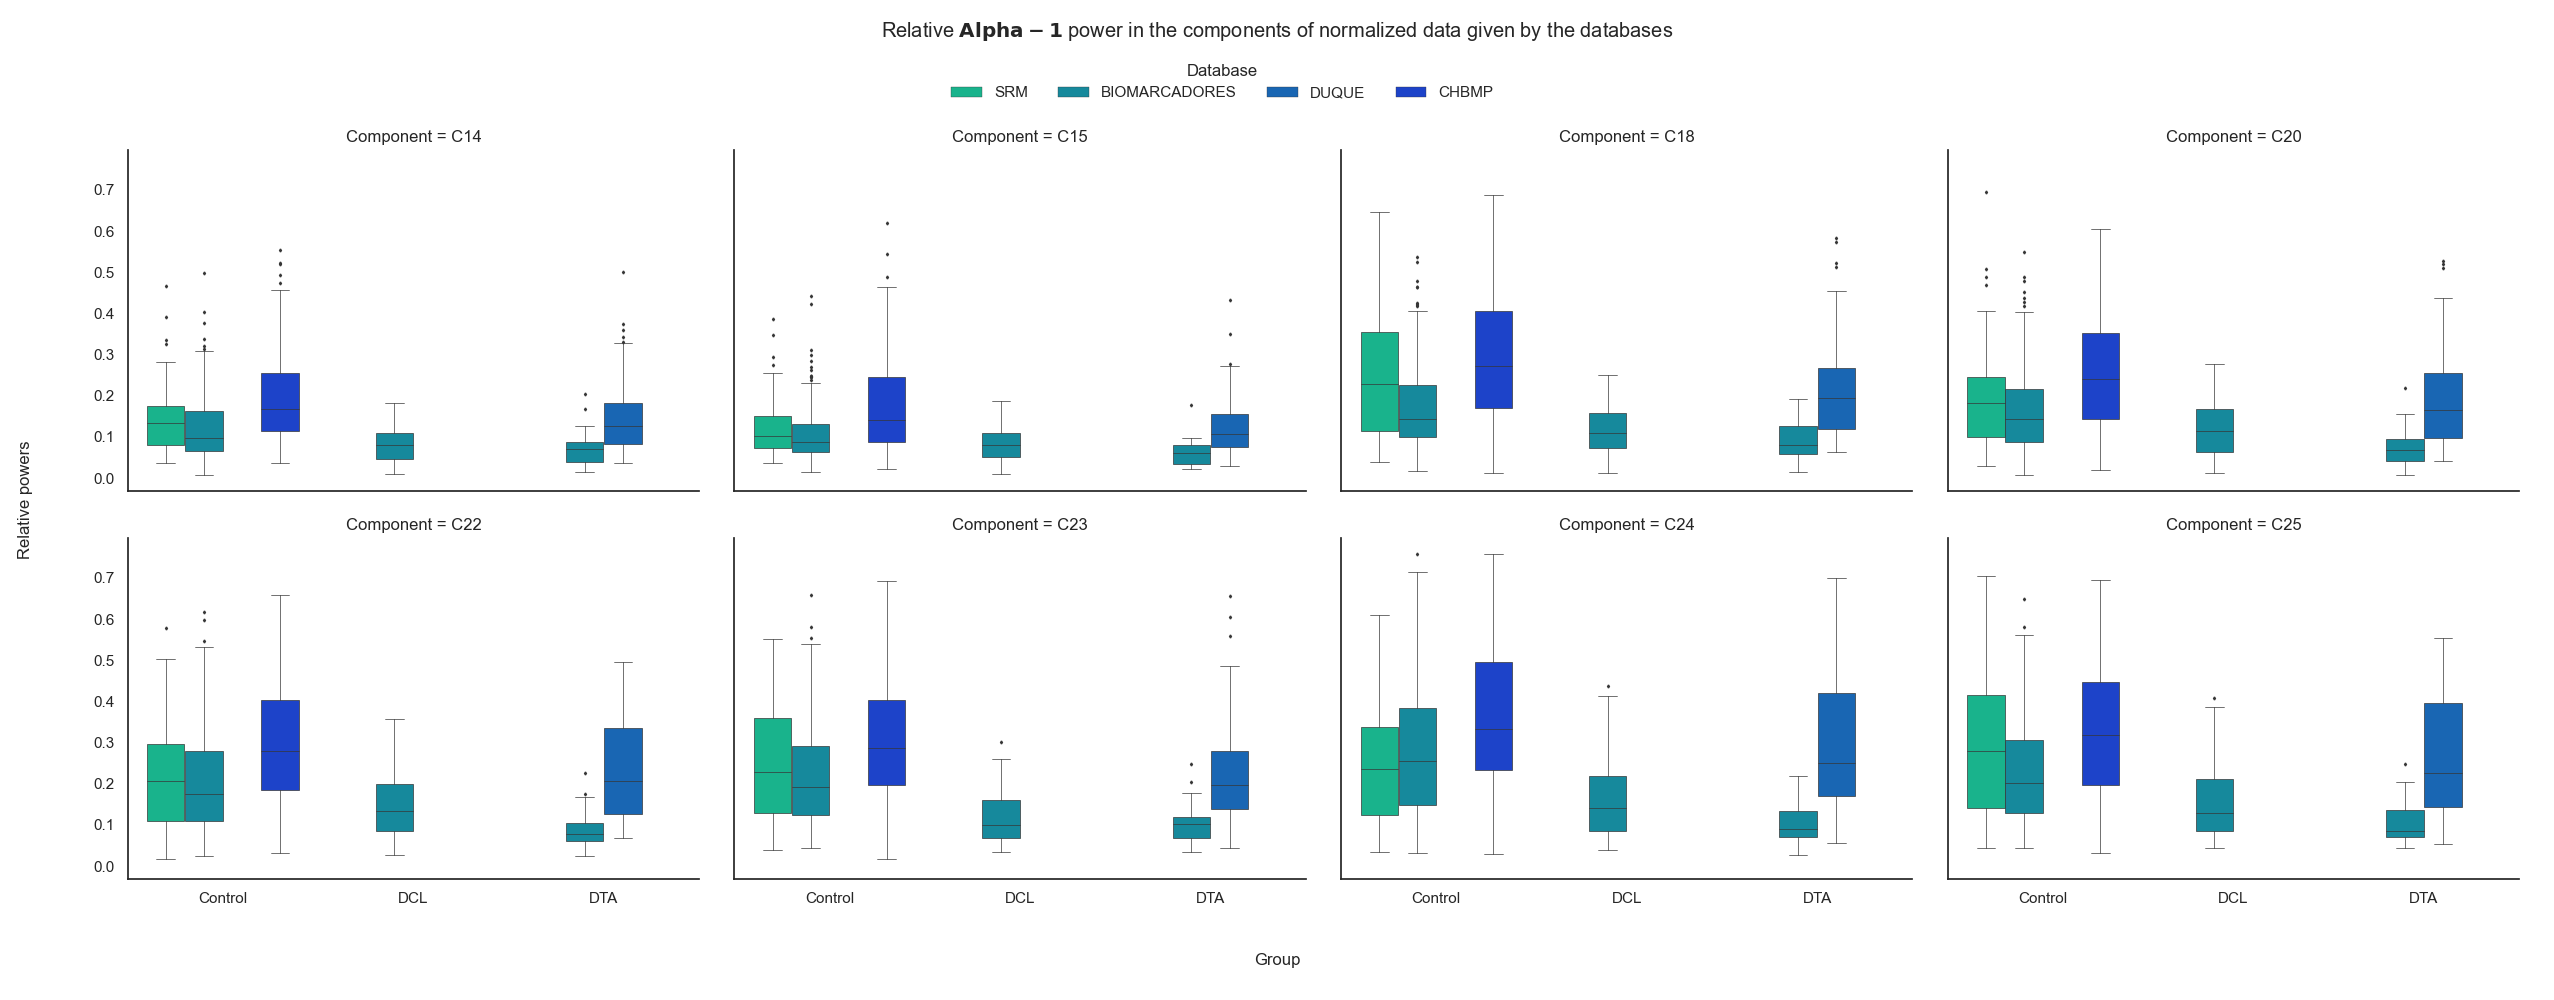 Relative Alpha − 1 power in the components of normalized data given by the databases
Database
SRM BIOMARCADORES DUQUE CHBMP
Component = C14 Component = C15 Component = C18 Component = C20
0.7
0.6
0.5
0.4
0.3
0.2
0.1
0.0
Relative powers
Component = C22 Component = C23 Component = C24 Component = C25
0.7
0.6
0.5
0.4
0.3
0.2
0.1
0.0
Control DCL DTA Control DCL DTA Control DCL DTA Control DCL DTA
Group